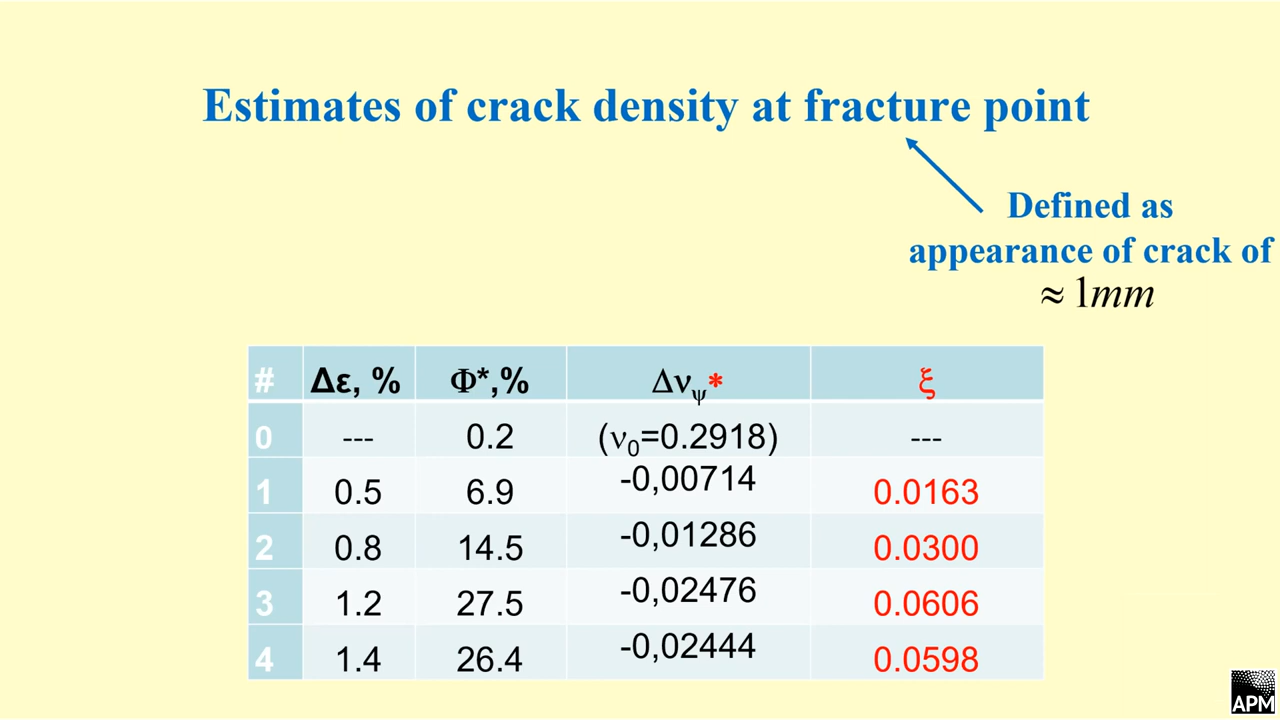 Estimates of crack density at fracture point
Defined as
appearance of crack of
≈ 1mm
# Δε, % Φ*,% Δνψ* ξ
0 --- 0.2 (ν0=0.2918) ---
1 0.5 6.9 -0,00714 0.0163
2 0.8 14.5 -0,01286 0.0300
3 1.2 27.5 -0,02476 0.0606
4 1.4 26.4 -0,02444 0.0598
APM